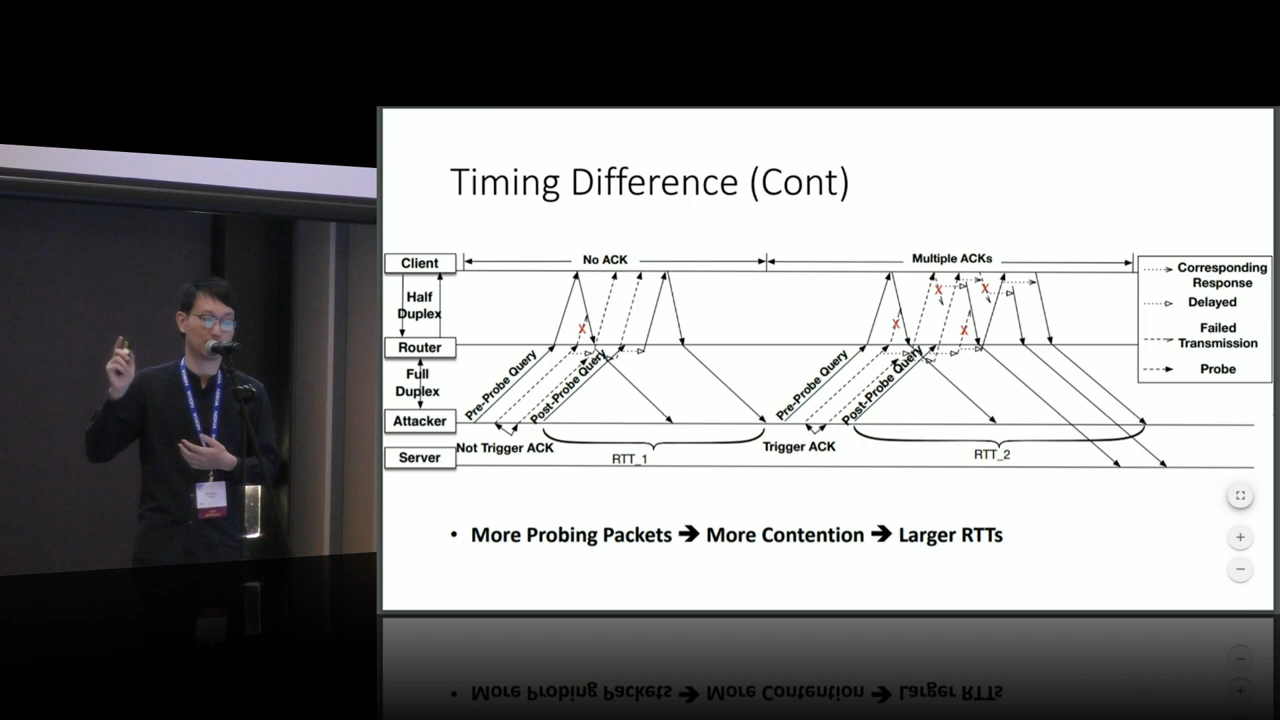 Timing Difference (Cont)
Client
No ACK
Multiple ACKs
Corresponding
Response
Half
Duplex
Delayed
Failed
Transmission
Router
Probe
Full
Duplex
Pre-Probe Query
Post-Probe Query
Pre-Probe Query
Post-Probe Query
Attacker
Not Trigger ACK
RTT_1
Trigger ACK
RTT_2
Server
• More Probing Packets ➔ More Contention ➔ Larger RTTs